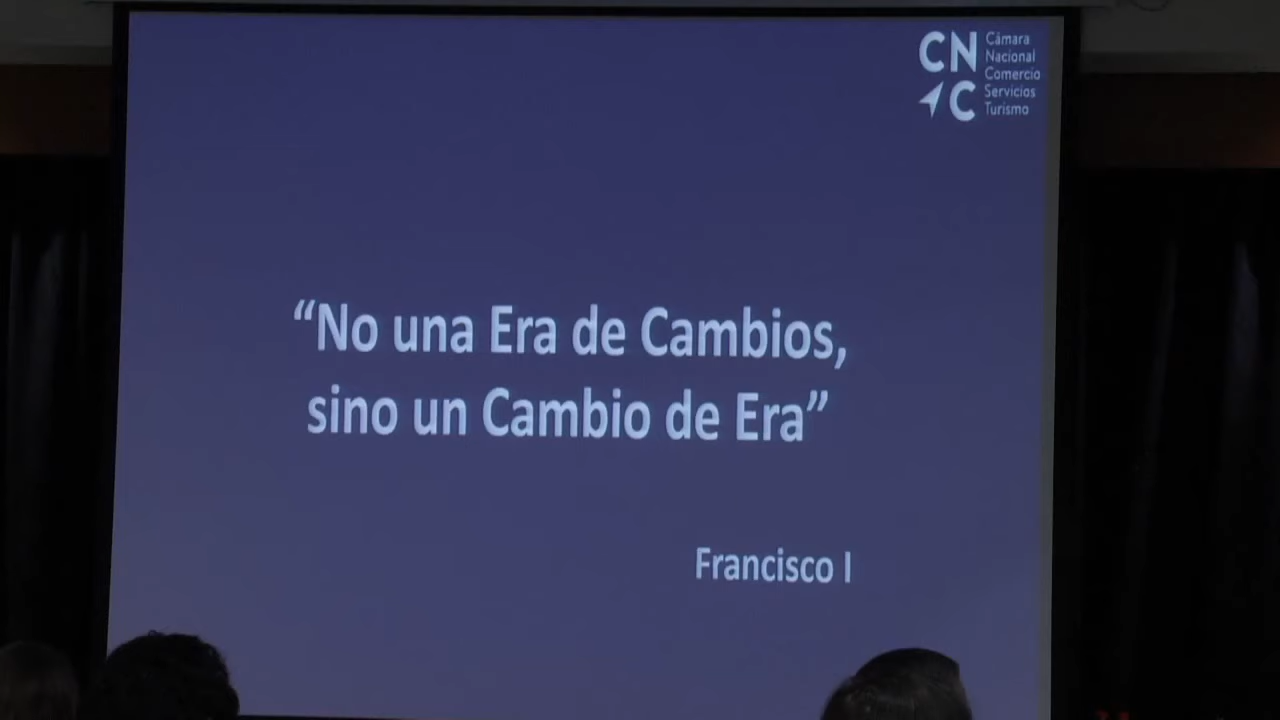 CN
C
Cámara
Nacional
Comercio
Servicios
Turismo
“No una Era de Cambios,
sino un Cambio de Era”
Francisco I